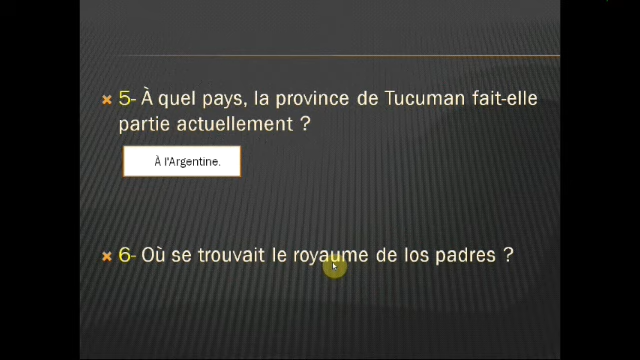 5- À quel pays, la province de Tucuman fait-elle
partie actuellement ?
À l'Argentine.
6- Où se trouvait le royaume de los padres ?